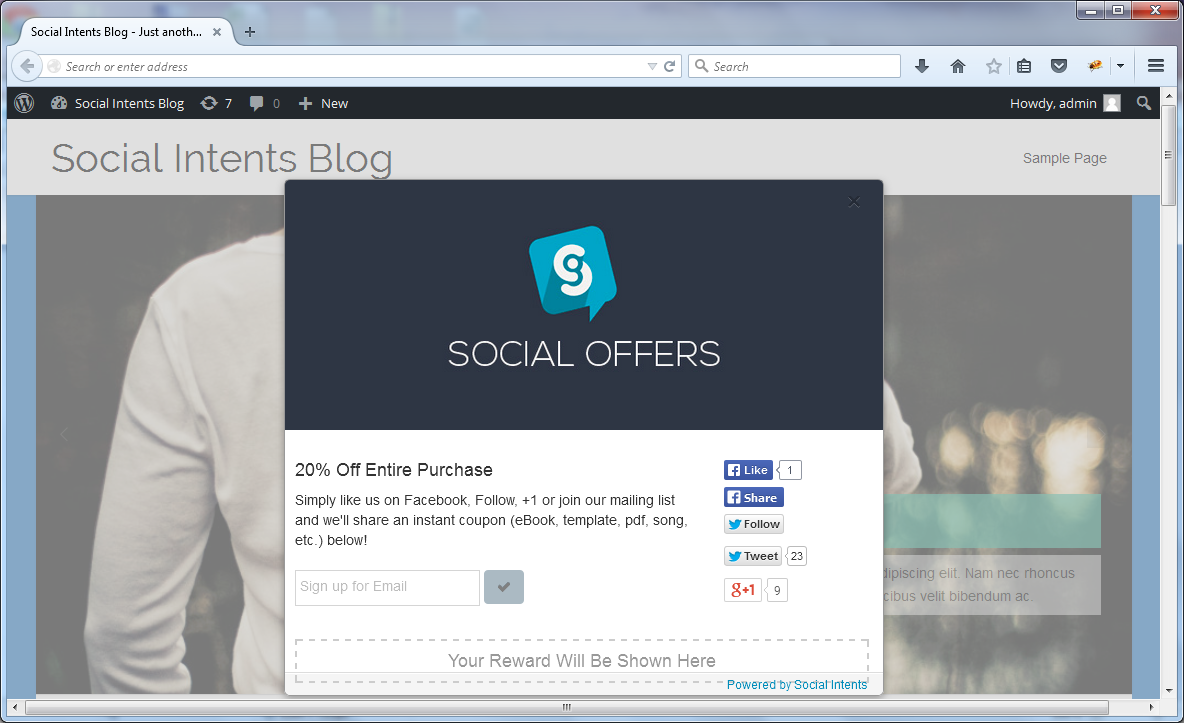 Social Intents Blog - Just anoth...
Search or enter address
Search
Social Intents Blog
7
0
New
Howdy, admin
Social Intents Blog
Sample Page
SOCIAL OFFERS
20% Off Entire Purchase
Simply like us on Facebook, Follow, +1 or join our mailing list
and we'll share an instant coupon (eBook, template, pdf, song,
etc.) below!
Sign up for Email
Like 1
Share
Follow
Tweet 23
g+1 9
dipiscing elit. Nam nec rhoncus
cibus velit bibendum ac.
Your Reward Will Be Shown Here
Powered by Social Intents